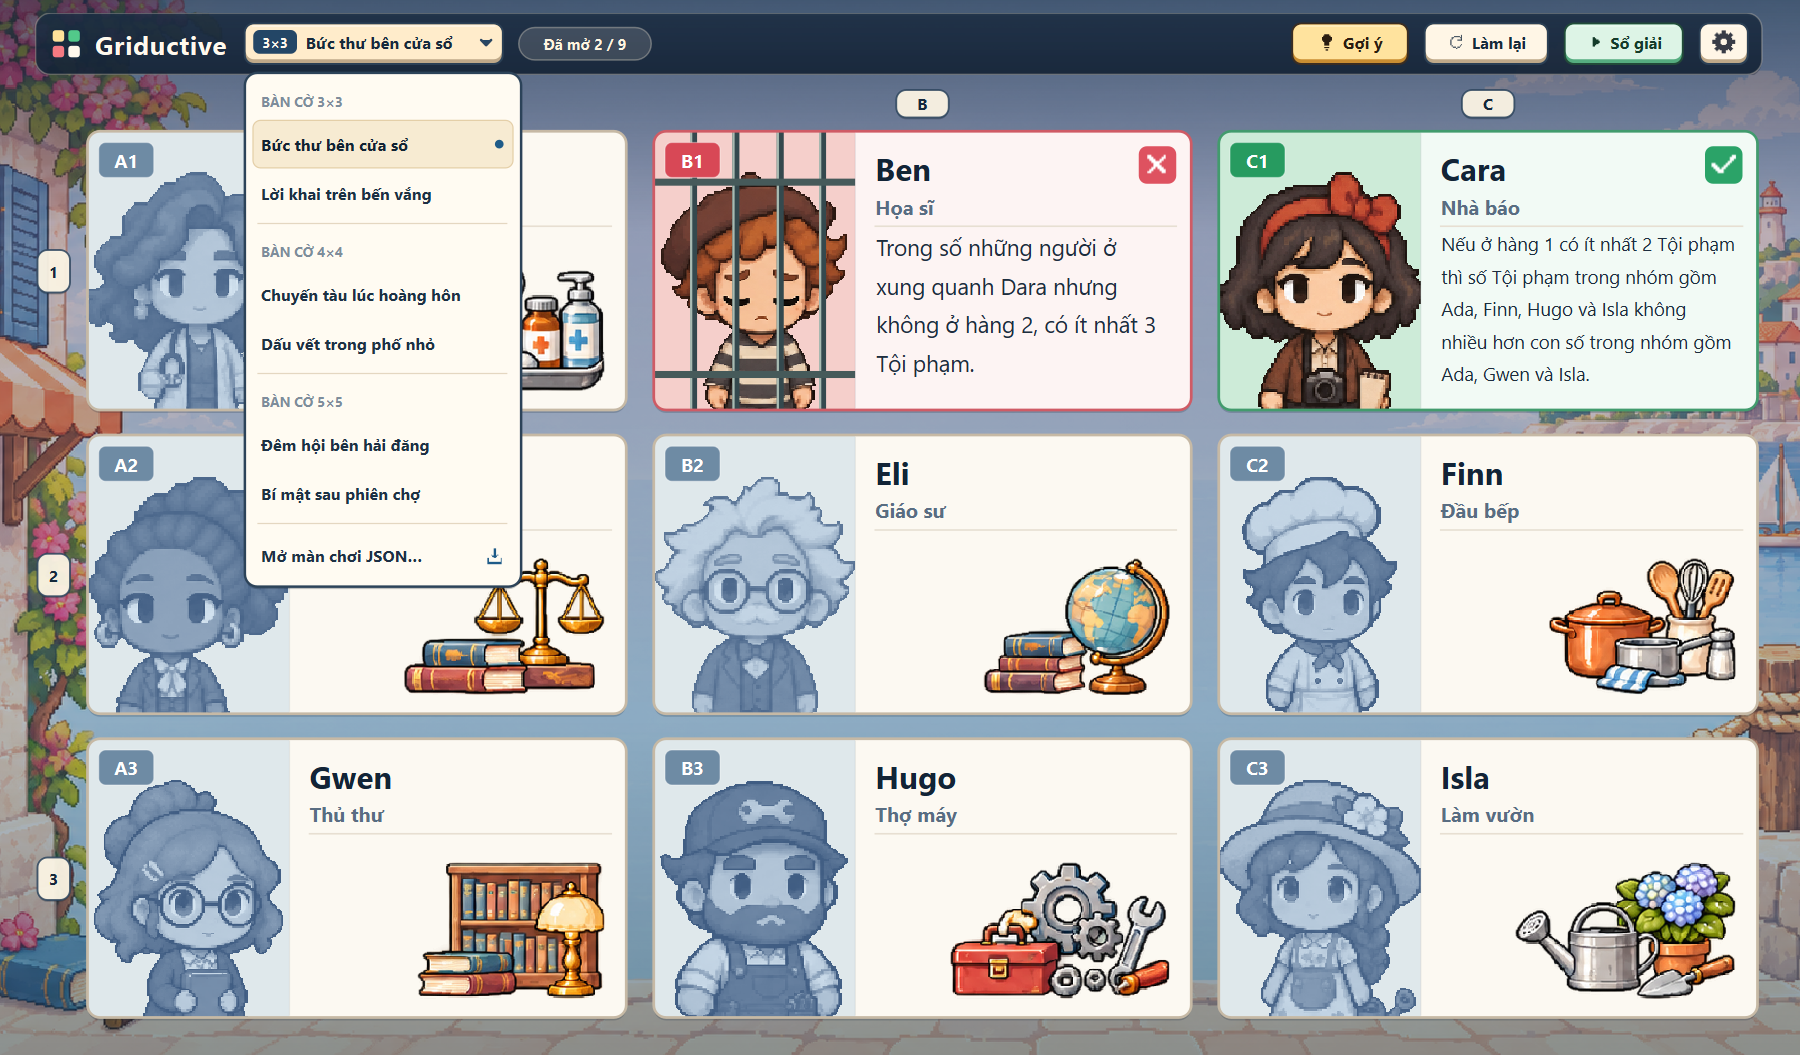 Griductive
3×3 Bức thư bên cửa sổ
Đã mở 2 / 9
Gợi ý
Làm lại
Sổ giải
BÀN CỜ 3×3
Bức thư bên cửa sổ
Lời khai trên bến vắng
BÀN CỜ 4×4
Chuyến tàu lúc hoàng hôn
Dấu vết trong phố nhỏ
BÀN CỜ 5×5
Đêm hội bên hải đăng
Bí mật sau phiên chợ
Mở màn chơi JSON...
B
C
1
A1
B1
Ben
Họa sĩ
Trong số những người ở
xung quanh Dara nhưng
không ở hàng 2, có ít nhất 3
Tội phạm.
C1
Cara
Nhà báo
Nếu ở hàng 1 có ít nhất 2 Tội phạm
thì số Tội phạm trong nhóm gồm
Ada, Finn, Hugo và Isla không
nhiều hơn con số trong nhóm gồm
Ada, Gwen và Isla.
2
A2
B2
Eli
Giáo sư
C2
Finn
Đầu bếp
3
A3
Gwen
Thủ thư
B3
Hugo
Thợ máy
C3
Isla
Làm vườn